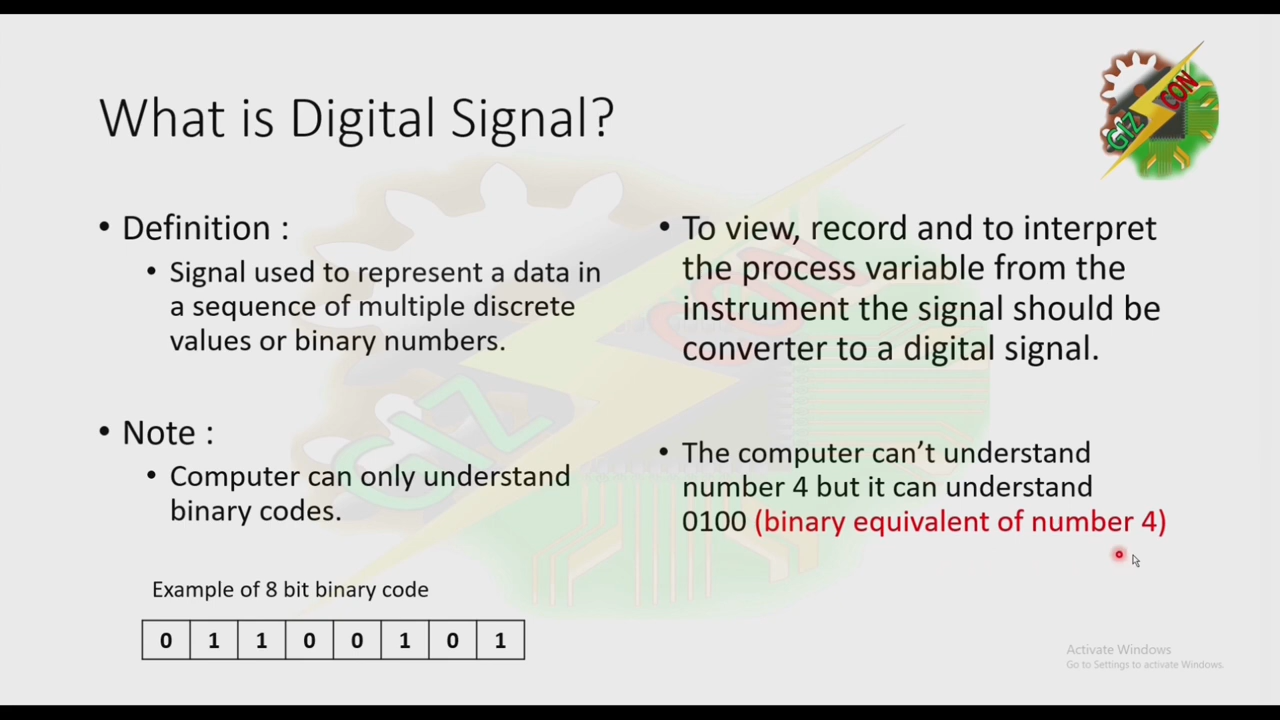 What is Digital Signal?
GIZ CON
• Definition :
• Signal used to represent a data in
a sequence of multiple discrete
values or binary numbers.
• Note :
• Computer can only understand
binary codes.
Example of 8 bit binary code
0 1 1 0 0 1 0 1
• To view, record and to interpret
the process variable from the
instrument the signal should be
converter to a digital signal.
• The computer can’t understand
number 4 but it can understand
0100 (binary equivalent of number 4)
Activate Windows
Go to Settings to activate Windows.